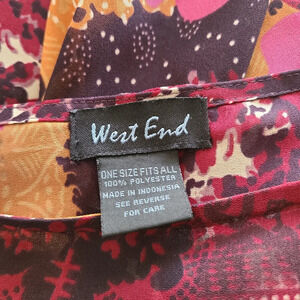 West End
ONE SIZE FITS ALL
100% POLYESTER
MADE IN INDONESIA
SEE REVERSE
FOR CARE